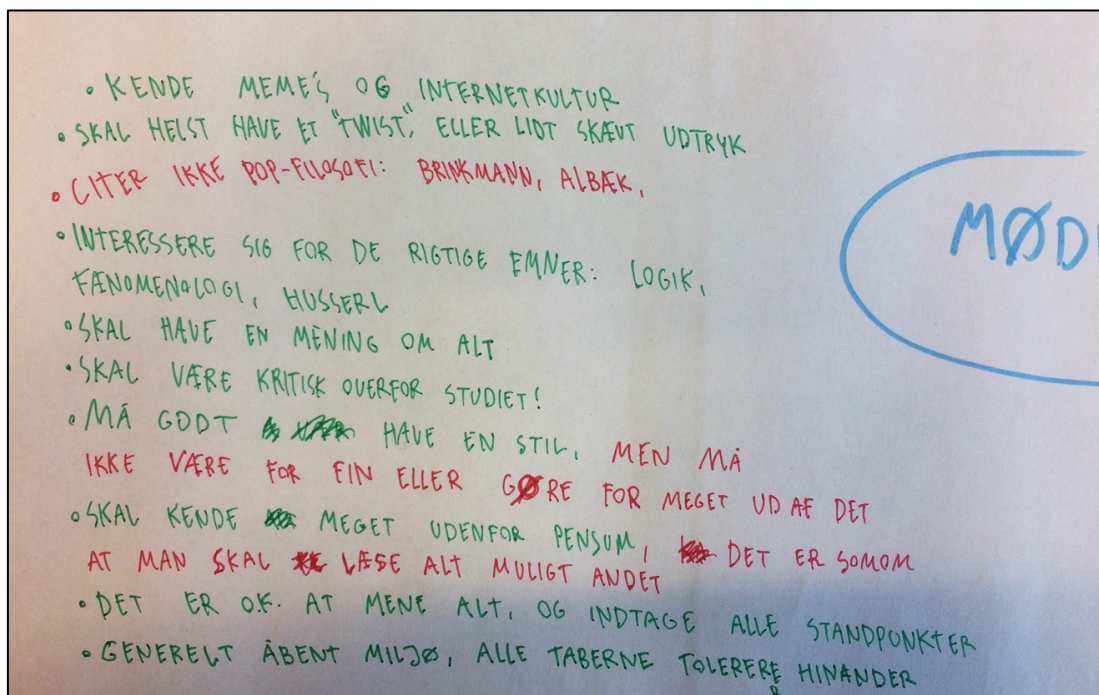 • KENDE MEME'S OG INTERNETKULTUR
• SKAL HELST HAVE ET "TWIST", ELLER LIDT SKÆVT UDTRYK
• CITER IKKE POP-FILOSOFI: BRINKMANN, ALBÆK,
• INTERESSERE SIG FOR DE RIGTIGE EMNER: LOGIK,
FÆNOMENOLOGI, HUSSERL
• SKAL HAVE EN MENING OM ALT
• SKAL VÆRE KRITISK OVERFOR STUDIET!
• MÅ GODT HAVE EN STIL, MEN MÅ
IKKE VÆRE FOR FIN ELLER GØRE FOR MEGET UD AF DET
• SKAL KENDE MEGET UDENFOR PENSUM, DET ER SOMOM
AT MAN SKAL LÆSE ALT MULIGT ANDET
• DET ER O.K. AT MENE ALT, OG INDTAGE ALLE STANDPUNKTER
• GENERELT ÅBENT MILJØ, ALLE TABERNE TOLERERER HINANDEN
MØD